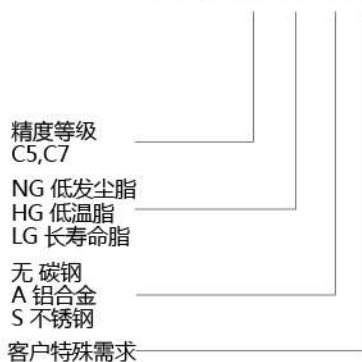 精度等级
C5,C7
NG 低发尘脂
HG 低温脂
LG 长寿命脂
无 碳钢
A 铝合金
S 不锈钢
客户特殊需求